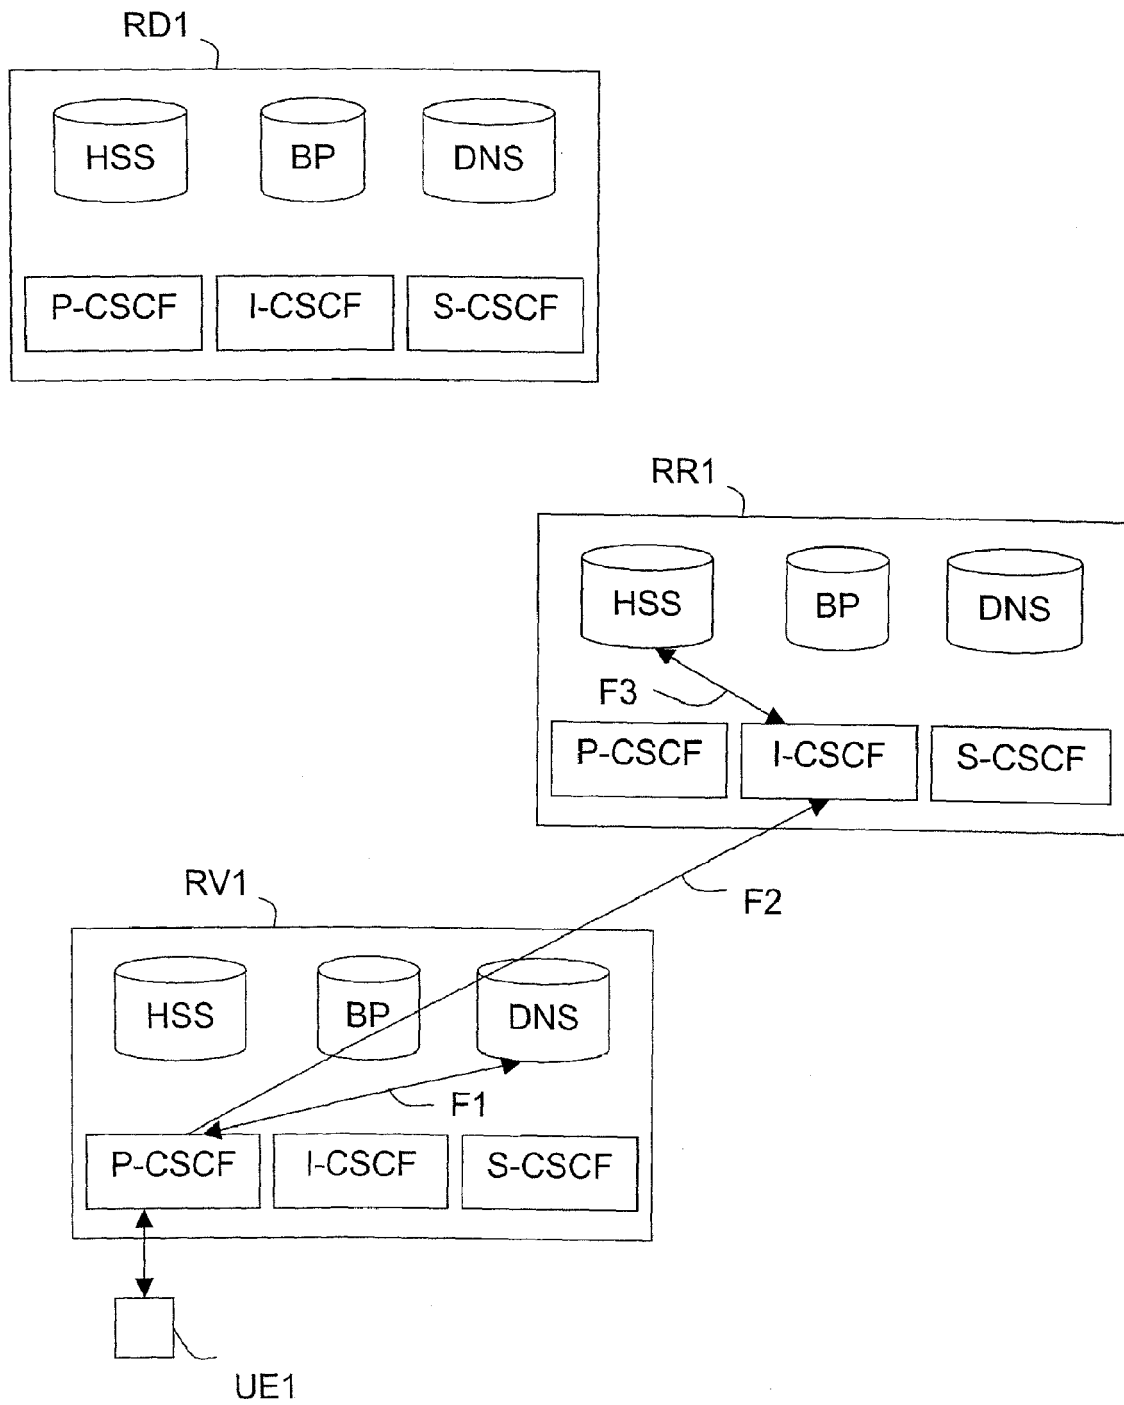 RD1
HSS BP DNS
P-CSCF I-CSCF S-CSCF
RR1
HSS BP DNS
F3
P-CSCF I-CSCF S-CSCF
RV1
F2
HSS BP DNS
F1
P-CSCF I-CSCF S-CSCF
UE1